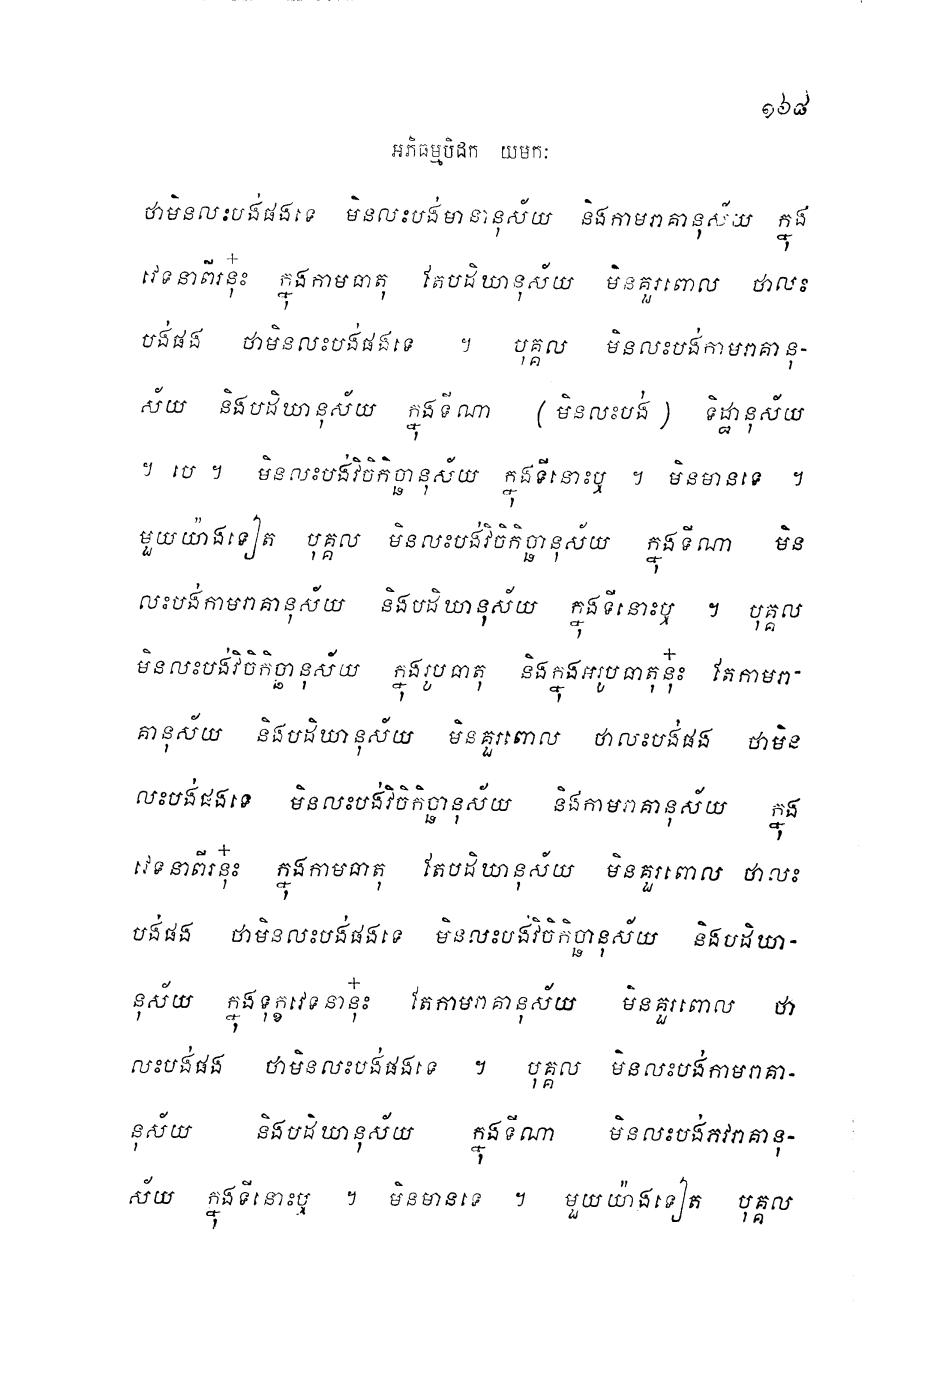 ១៦៨
អភិធម្មបិដក យមកៈ
ថាមិនលះបង់ផងទេ មិនលះបង់មានានុស័យ និងកាមរាគានុស័យ ក្នុង
វេទនាពីរនុ៎ះ ក្នុងកាមធាតុ តែបដិឃានុស័យ មិនគួរពោល ថាលះ
បង់ផង ថាមិនលះបង់ផងទេ ។ បុគ្គល មិនលះបង់កាមរាគានុ-
ស័យ និងបដិឃានុស័យ ក្នុងទីណា (មិនលះបង់) ទិដ្ឋានុស័យ
។ បេ ។ មិនលះបង់វិចិកិច្ឆានុស័យ ក្នុងទីនោះឬ ។ មិនមានទេ ។
មួយយ៉ាងទៀត បុគ្គល មិនលះបង់វិចិកិច្ឆានុស័យ ក្នុងទីណា មិន
លះបង់កាមរាគានុស័យ និងបដិឃានុស័យ ក្នុងទីនោះឬ ។ បុគ្គល
មិនលះបង់វិចិកិច្ឆានុស័យ ក្នុងរូបធាតុ និងក្នុងអរូបធាតុនុ៎ះ តែកាមរា-
គានុស័យ និងបដិឃានុស័យ មិនគួរពោល ថាលះបង់ផង ថាមិន
លះបង់ផងទេ មិនលះបង់វិចិកិច្ឆានុស័យ និងកាមរាគានុស័យ ក្នុង
វេទនាពីរនុ៎ះ ក្នុងកាមធាតុ តែបដិឃានុស័យ មិនគួរពោល ថាលះ
បង់ផង ថាមិនលះបង់ផងទេ មិនលះបង់វិចិកិច្ឆានុស័យ និងបដិឃា-
នុស័យ ក្នុងទុក្ខវេទនានុ៎ះ តែកាមរាគានុស័យ មិនគួរពោល ថា
លះបង់ផង ថាមិនលះបង់ផងទេ ។ បុគ្គល មិនលះបង់កាមរាគា-
នុស័យ និងបដិឃានុស័យ ក្នុងទីណា មិនលះបង់ភវរាគានុ-
ស័យ ក្នុងទីនោះឬ ។ មិនមានទេ ។ មួយយ៉ាងទៀត បុគ្គល